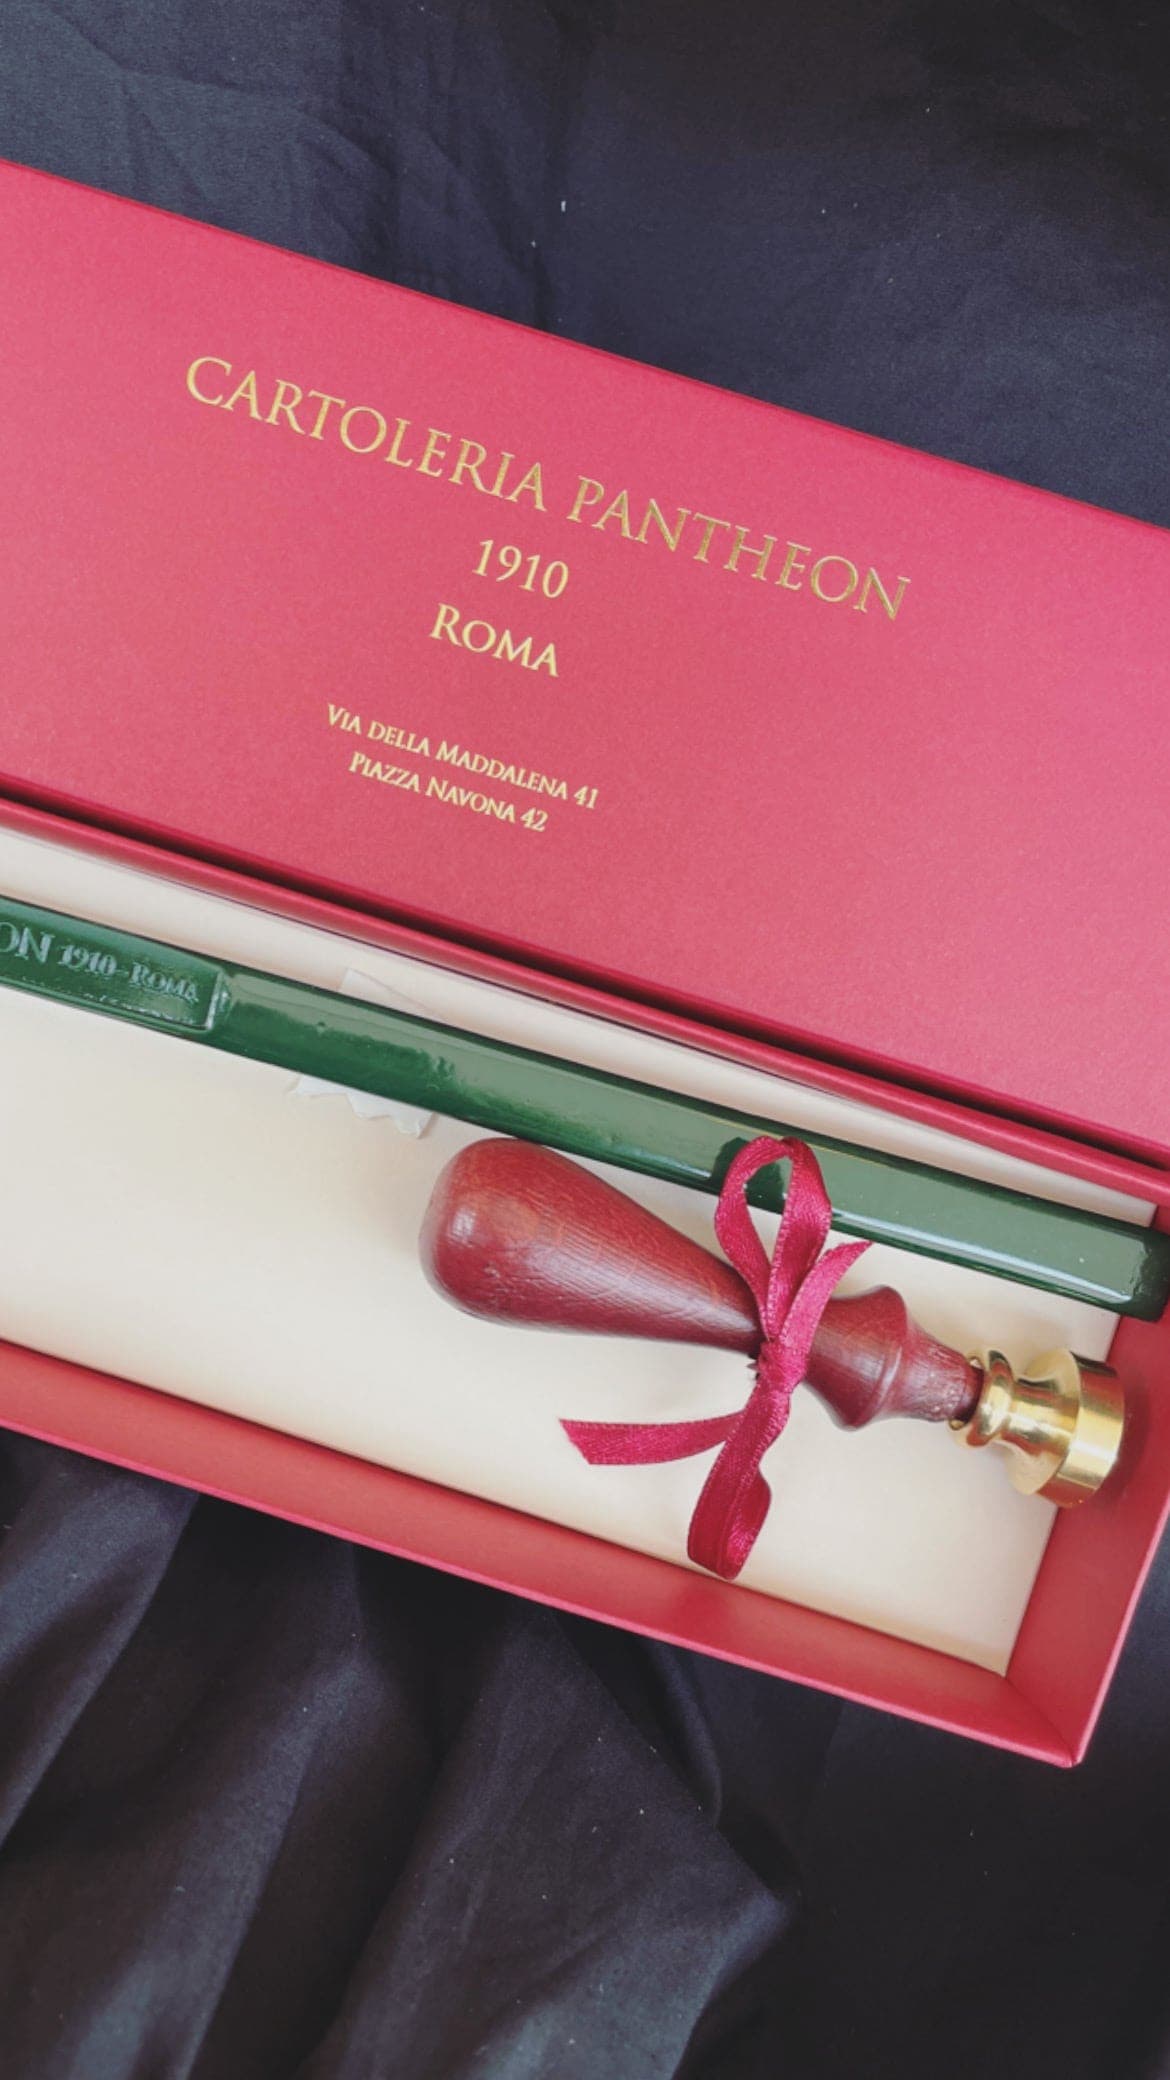 CARTOLERIA PANTHEON
1910
ROMA
VIA DELLA MADDALENA 41
PIAZZA NAVONA 42
ON 1910 - ROMA